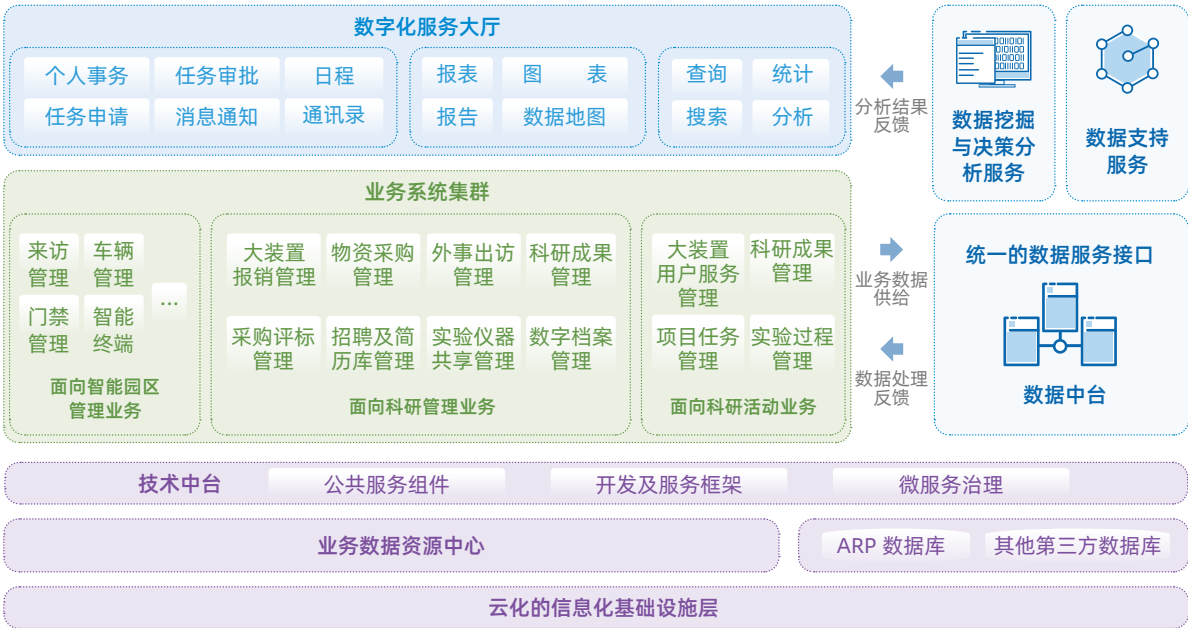 数字化服务大厅
个人事务 任务审批 日程
任务申请 消息通知 通讯录
报表 图 表
报告 数据地图
查询 统计
搜索 分析
分析结果
反馈
数据挖掘
与决策分
析服务
数据支持
服务
业务系统集群
来访
管理
车辆
管理
门禁
管理
智能
终端
...
面向智能园区
管理业务
大装置
报销管理
物资采购
管理
外事出访
管理
科研成果
管理
采购评标
管理
招聘及简
历库管理
实验仪器
共享管理
数字档案
管理
面向科研管理业务
大装置
用户服务
管理
科研成果
管理
项目任务
管理
实验过程
管理
面向科研活动业务
业务数据
供给
数据处理
反馈
统一的数据服务接口
数据中台
技术中台 公共服务组件 开发及服务框架 微服务治理
业务数据资源中心
ARP 数据库 其他第三方数据库
云化的信息化基础设施层